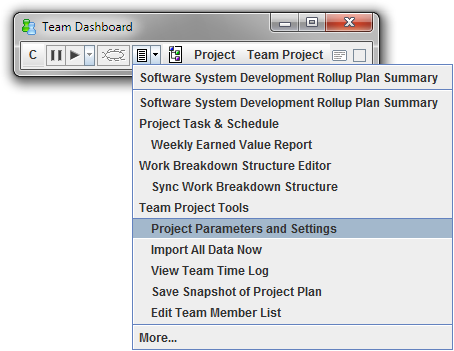 Team Dashboard
C Project Team Project
Software System Development Rollup Plan Summary
Software System Development Rollup Plan Summary
Project Task & Schedule
Weekly Earned Value Report
Work Breakdown Structure Editor
Sync Work Breakdown Structure
Team Project Tools
Project Parameters and Settings
Import All Data Now
View Team Time Log
Save Snapshot of Project Plan
Edit Team Member List
More...